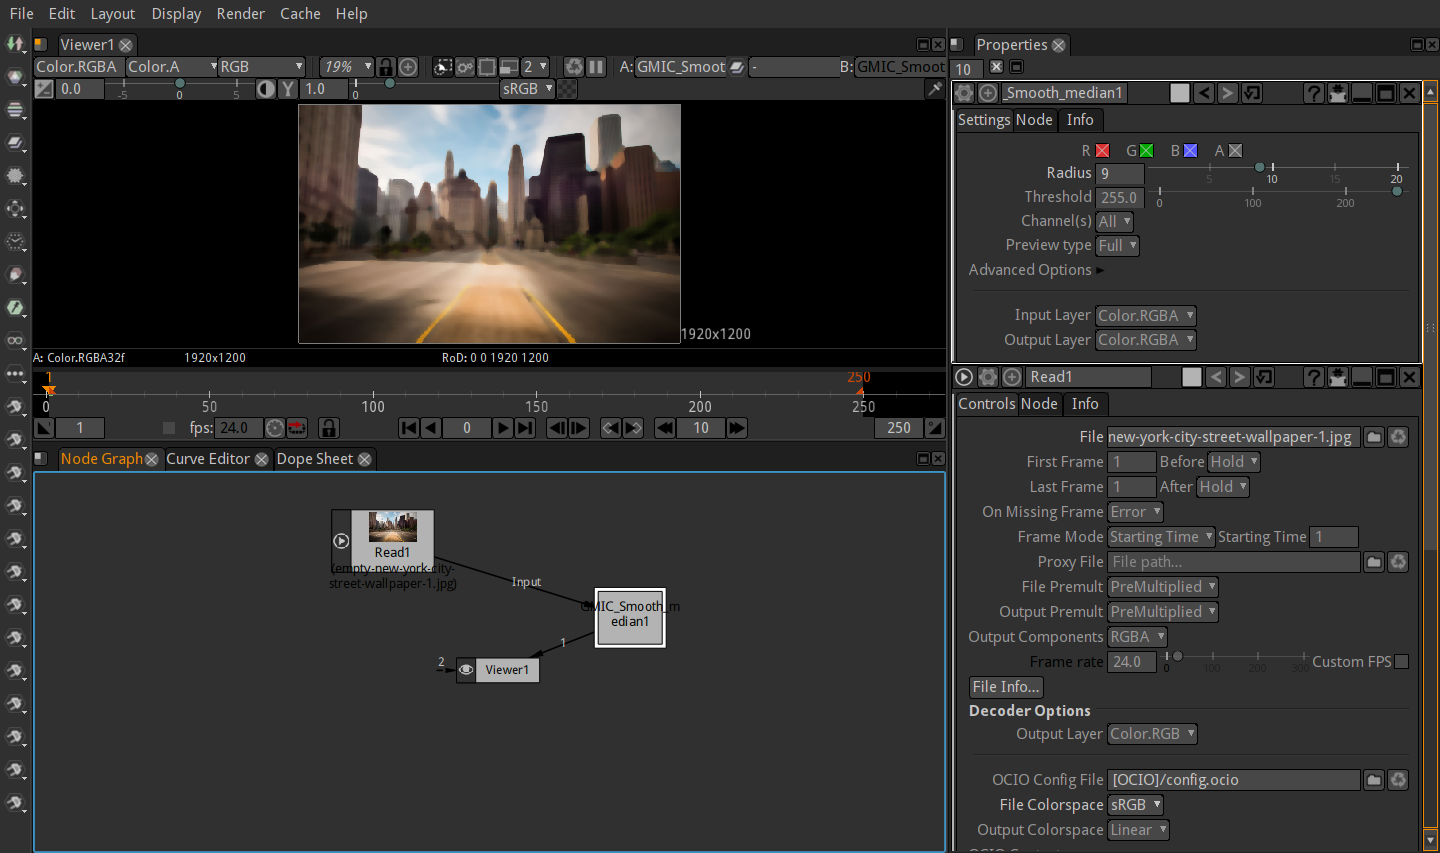 File Edit Layout Display Render Cache Help
Viewer1
Color.RGBA Color.A RGB 19% 2 A: GMIC_Smoot - B: GMIC_Smoot
0.0 -5 0 5 Y 1.0 0 sRGB
1920x1200
A: Color.RGBA32f 1920x1200 RoD: 0 0 1920 1200
1 250
0 50 100 150 200 250
1 fps: 24.0 0 10 250
Node Graph Curve Editor Dope Sheet
Read1
(empty-new-york-city-
street-wallpaper-1.jpg)
Input
GMIC_Smooth_m
edian1
1
2 Viewer1
Properties
10
_Smooth_median1 ?
Settings Node Info
R G B A
Radius 9 5 10 15 20
Threshold 255.0 0 100 200
Channel(s) All
Preview type Full
Advanced Options
Input Layer Color.RGBA
Output Layer Color.RGBA
Read1 ?
Controls Node Info
File new-york-city-street-wallpaper-1.jpg
First Frame 1 Before Hold
Last Frame 1 After Hold
On Missing Frame Error
Frame Mode Starting Time Starting Time 1
Proxy File File path...
File Premult PreMultiplied
Output Premult PreMultiplied
Output Components RGBA
Frame rate 24.0 0 100 200 300 Custom FPS
File Info...
Decoder Options
Output Layer Color.RGB
OCIO Config File [OCIO]/config.ocio
File Colorspace sRGB
Output Colorspace Linear